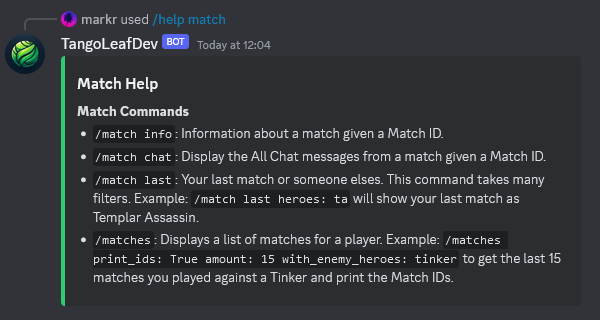 markr used /help match
TangoLeafDev BOT Today at 12:04
Match Help
Match Commands
• /match info: Information about a match given a Match ID.
• /match chat: Display the All Chat messages from a match given a Match ID.
• /match last: Your last match or someone elses. This command takes many
filters. Example: /match last heroes: ta will show your last match as
Templar Assassin.
• /matches: Displays a list of matches for a player. Example: /matches
print_ids: True amount: 15 with_enemy_heroes: tinker to get the last 15
matches you played against a Tinker and print the Match IDs.